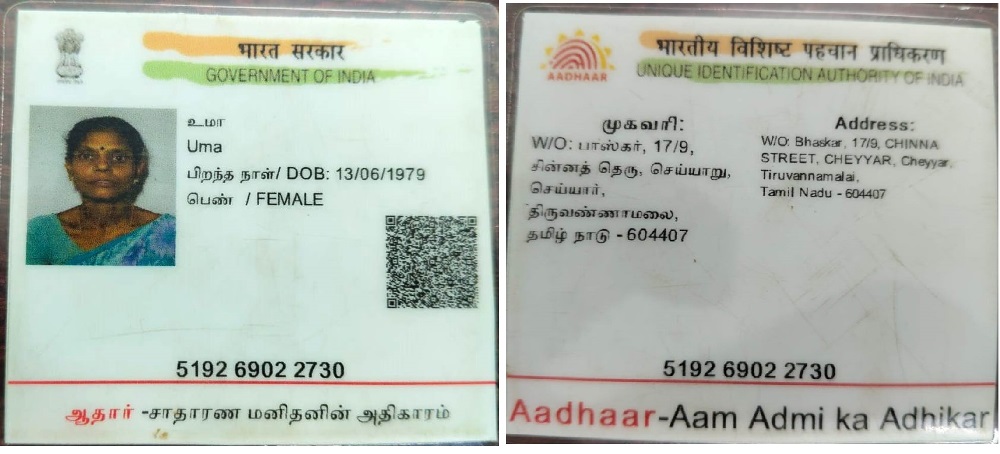 भारत सरकार
GOVERNMENT OF INDIA
உமா
Uma
பிறந்த நாள்/ DOB: 13/06/1979
பெண் / FEMALE
5192 6902 2730
ஆதார் -சாதாரண மனிதனின் அதிகாரம்
भारतीय विशिष्ट पहचान प्राधिकरण
UNIQUE IDENTIFICATION AUTHORITY OF INDIA
AADHAAR
முகவரி:
W/O: பாஸ்கர், 17/9,
சின்னத் தெரு, செய்யாறு,
செய்யார்,
திருவண்ணாமலை,
தமிழ் நாடு - 604407
Address:
W/O: Bhaskar, 17/9, CHINNA
STREET, CHEYYAR, Cheyyar,
Tiruvannamalai,
Tamil Nadu - 604407
5192 6902 2730
Aadhaar-Aam Admi ka Adhikar